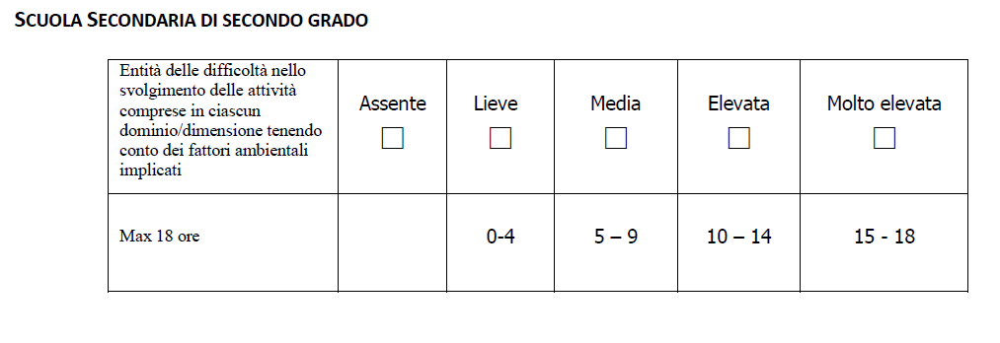 SCUOLA SECONDARIA DI SECONDO GRADO
Entità delle difficoltà nello
svolgimento delle attività
comprese in ciascun
dominio/dimensione tenendo
conto dei fattori ambientali
implicati
Assente
Lieve
Media
Elevata
Molto elevata
Max 18 ore
0-4
5 – 9
10 – 14
15 - 18